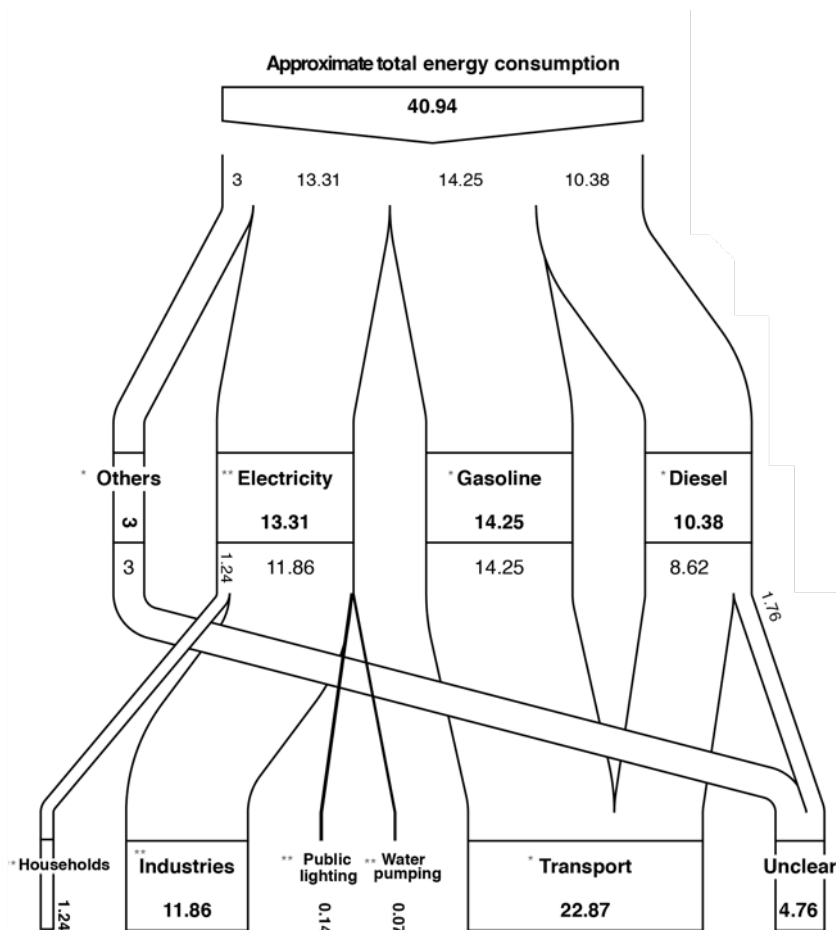 Approximate total energy consumption
40.94
3 13.31 14.25 10.38
* Others ** Electricity * Gasoline * Diesel
3 13.31 14.25 10.38
3 1.24 11.86 14.25 8.62 1.76
** Households ** Industries ** Public lighting ** Water pumping * Transport Unclear
1.24 11.86 0.14 0.07 22.87 4.76